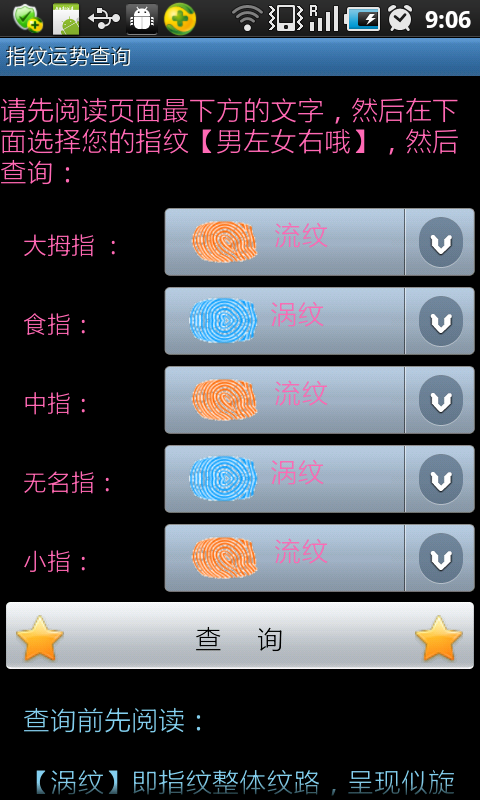 R
9:06
指纹运势查询
请先阅读页面最下方的文字，然后在下
面选择您的指纹【男左女右哦】，然后
查询：
大拇指 ： 流纹
食指： 涡纹
中指： 流纹
无名指： 涡纹
小指： 流纹
查 询
查询前先阅读：
【涡纹】即指纹整体纹路，呈现似旋